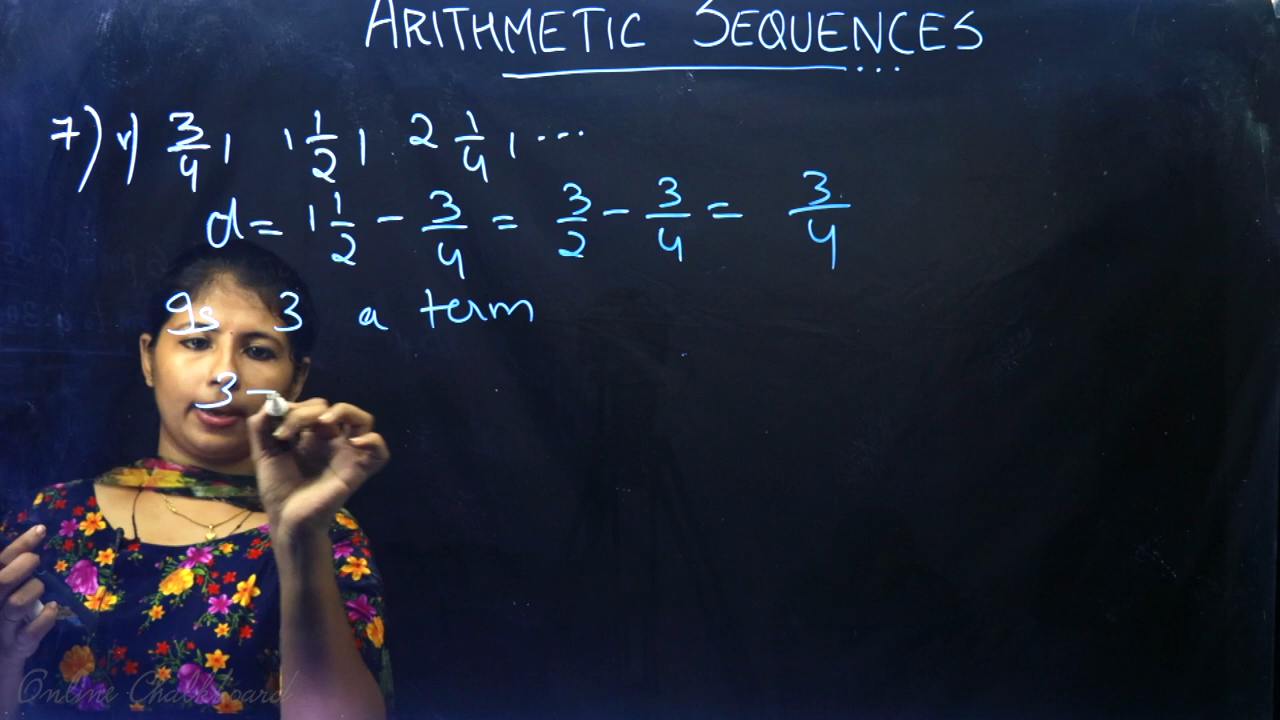 ARITHMETIC SEQUENCES...
7) v) 3/4, 1 1/2, 2 1/4, ...
d = 1 1/2 - 3/4 = 3/2 - 3/4 = 3/4
Is 3 a term
3 -
Online Chalkboard